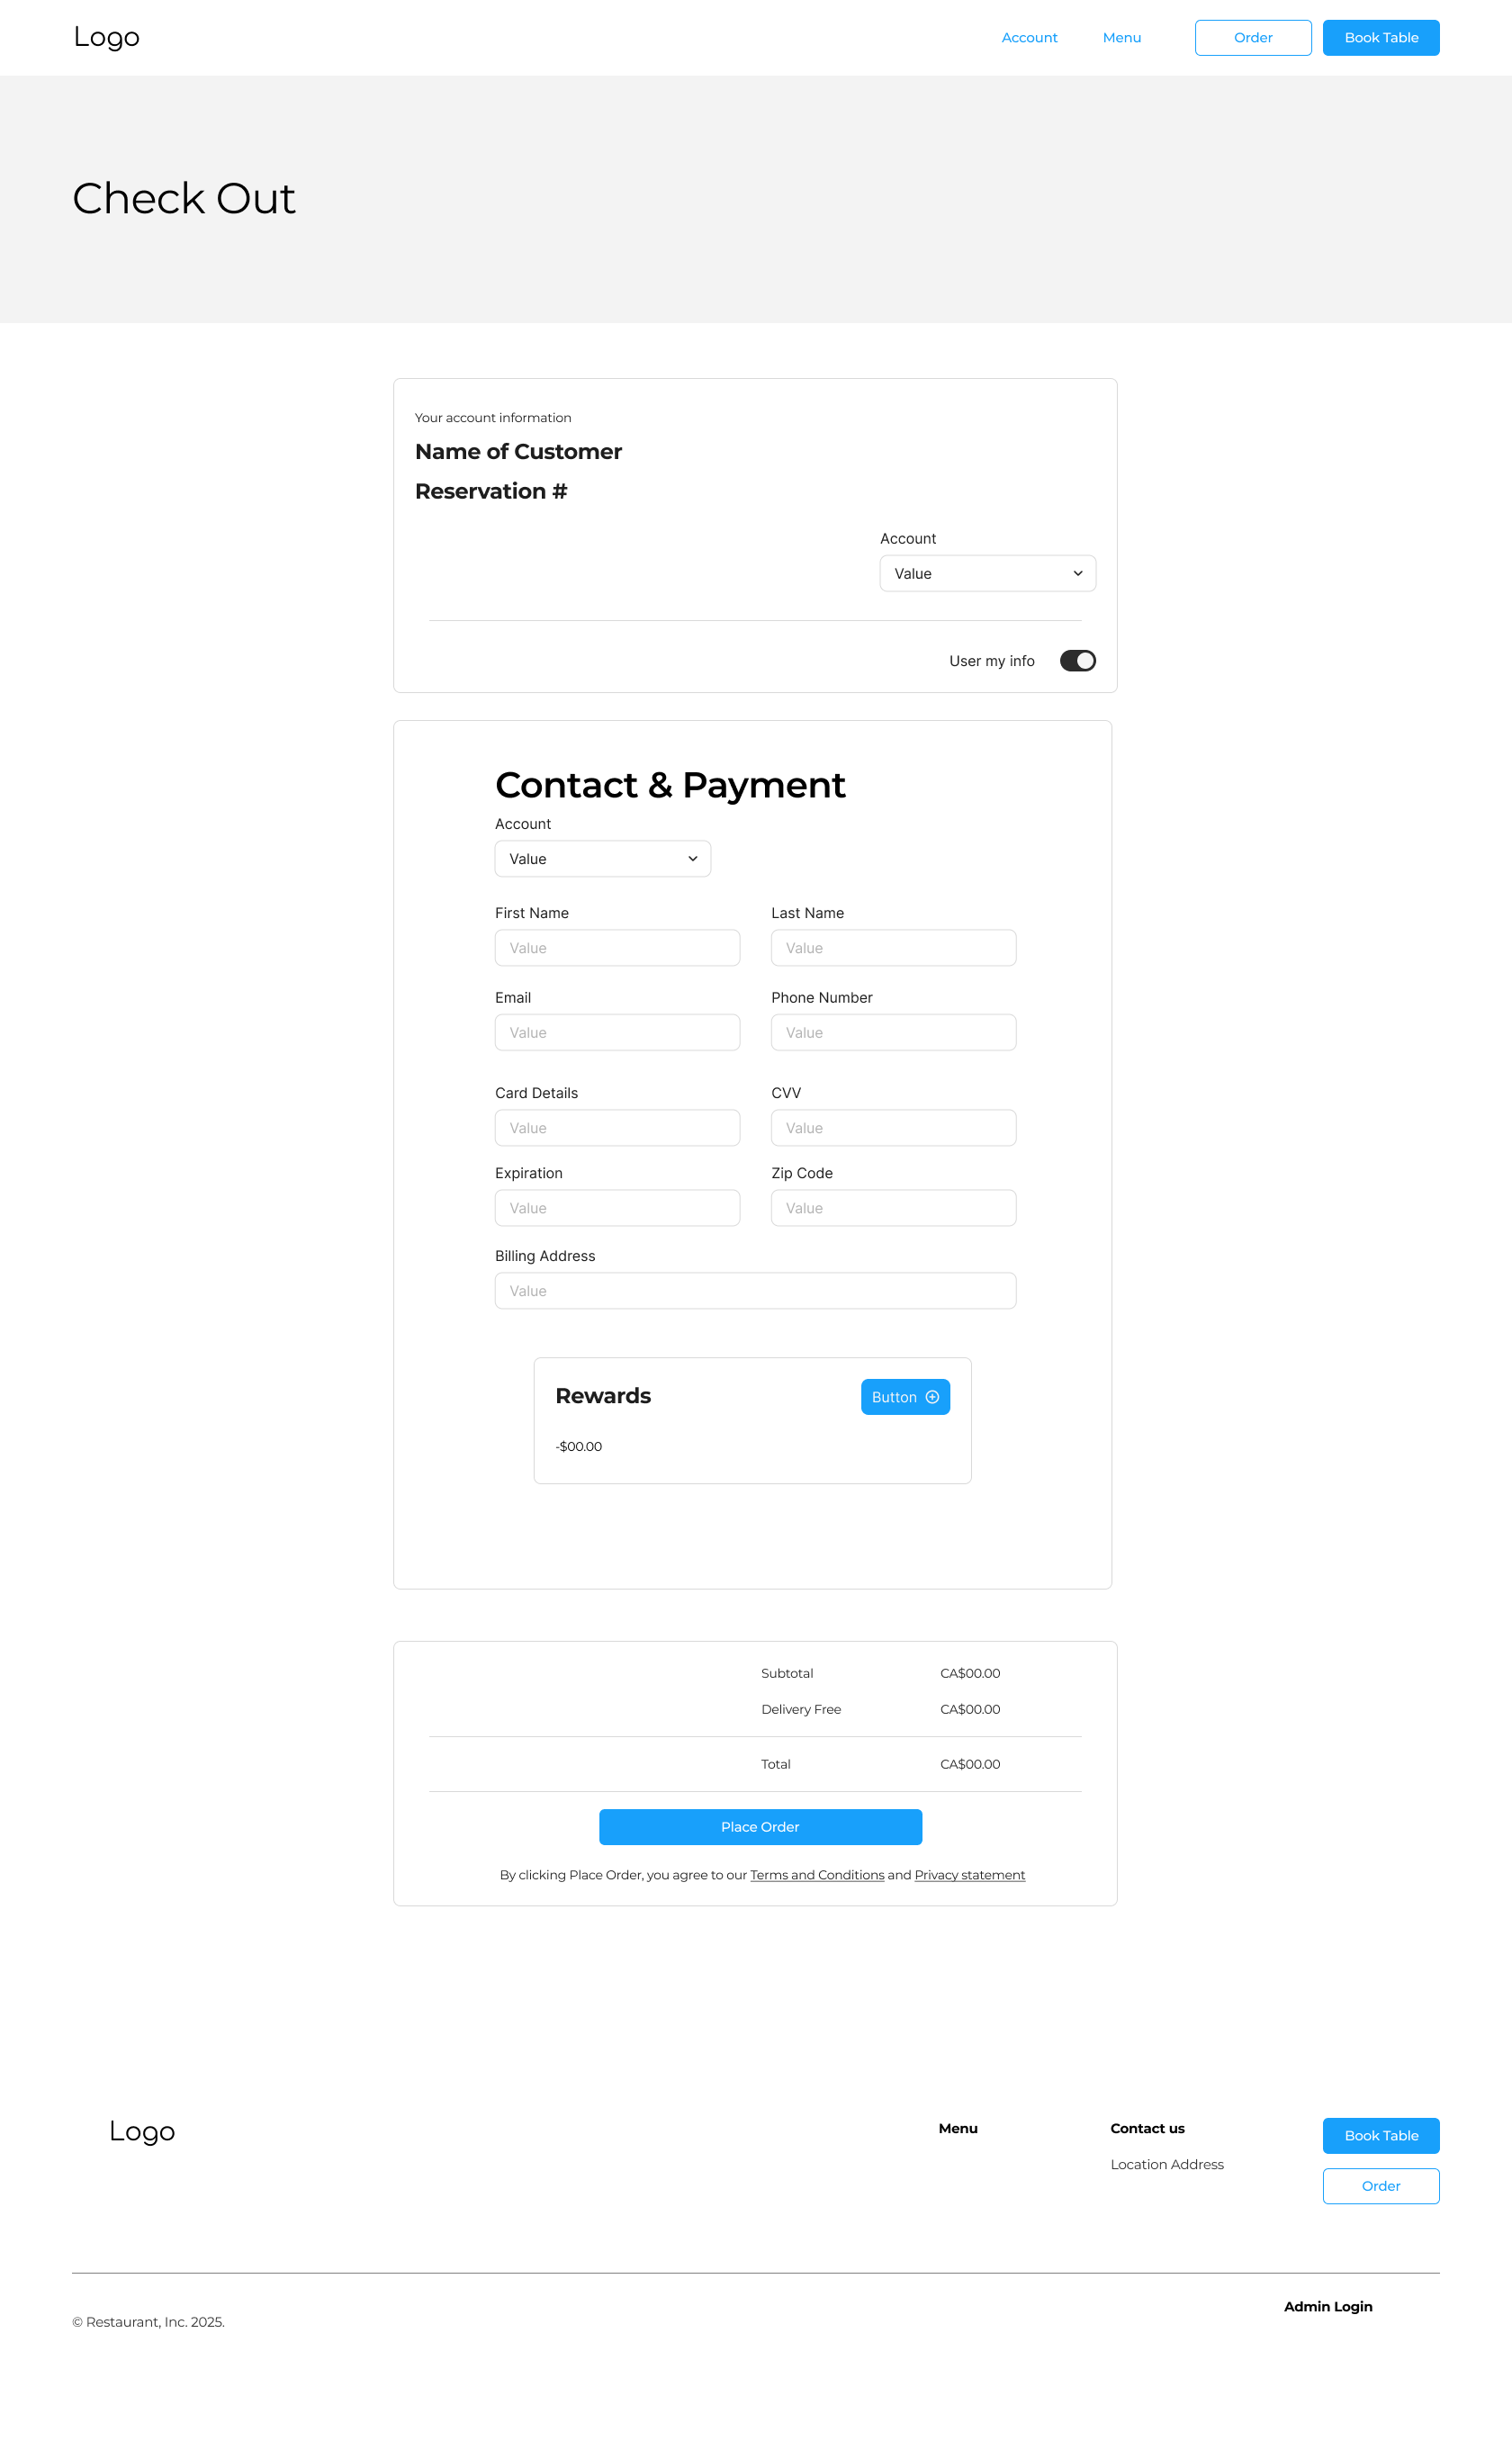 Logo
Account
Menu
Order
Book Table
Check Out
Your account information
Name of Customer
Reservation #
Account
Value
User my info
Contact & Payment
Account
Value
First Name
Last Name
Value
Value
Email
Phone Number
Value
Value
Card Details
CVV
Value
Value
Expiration
Zip Code
Value
Value
Billing Address
Value
Rewards
Button
-$00.00
Subtotal
CA$00.00
Delivery Free
CA$00.00
Total
CA$00.00
Place Order
By clicking Place Order, you agree to our Terms and Conditions and Privacy statement
Logo
Menu
Contact us
Book Table
Location Address
Order
Admin Login
© Restaurant, Inc. 2025.